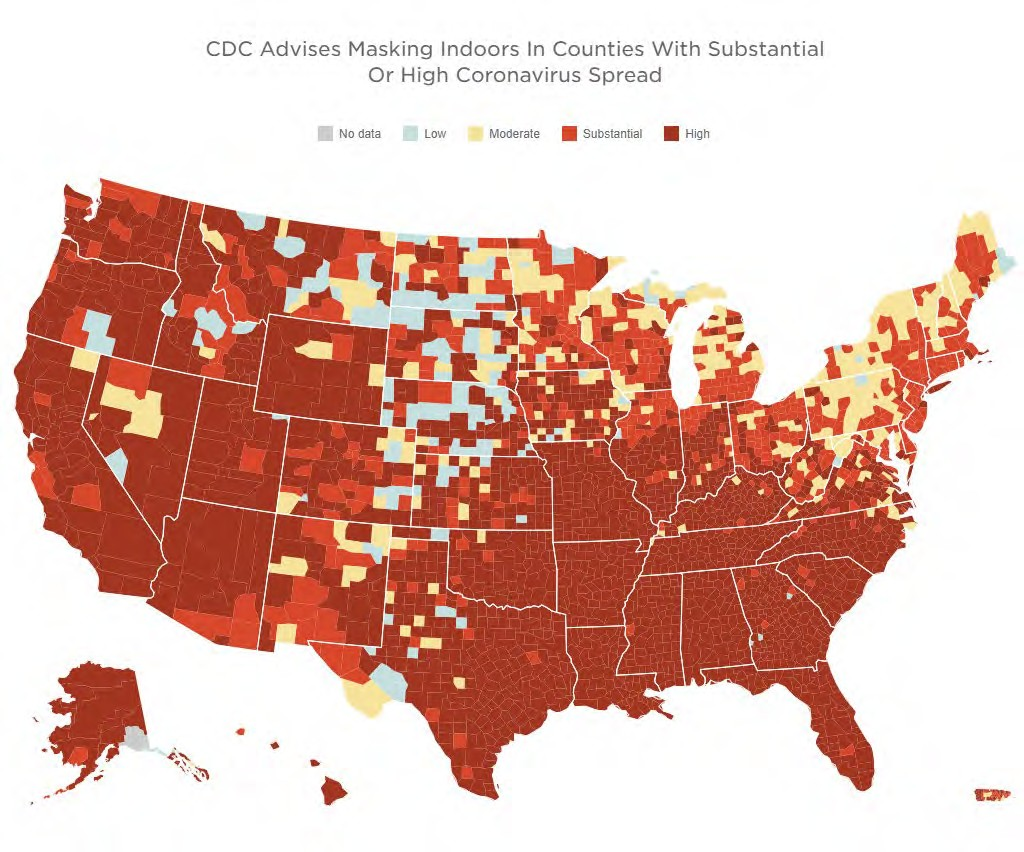 CDC Advises Masking Indoors In Counties With Substantial
Or High Coronavirus Spread
No data Low Moderate Substantial High